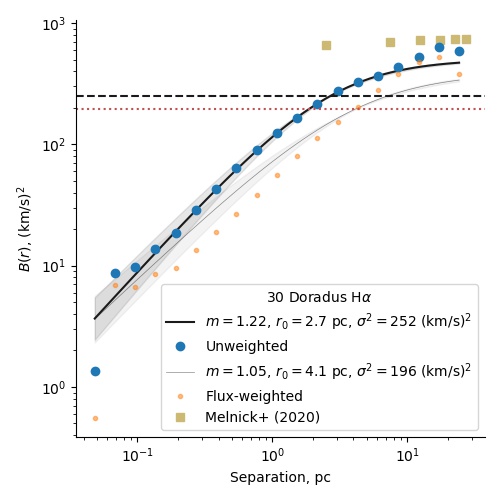 10³
10²
10¹
10⁰
B(r), (km/s)²
30 Doradus Hα
m = 1.22, r₀ = 2.7 pc, σ² = 252 (km/s)²
Unweighted
m = 1.05, r₀ = 4.1 pc, σ² = 196 (km/s)²
Flux-weighted
Melnick+ (2020)
10⁻¹ 10⁰ 10¹
Separation, pc